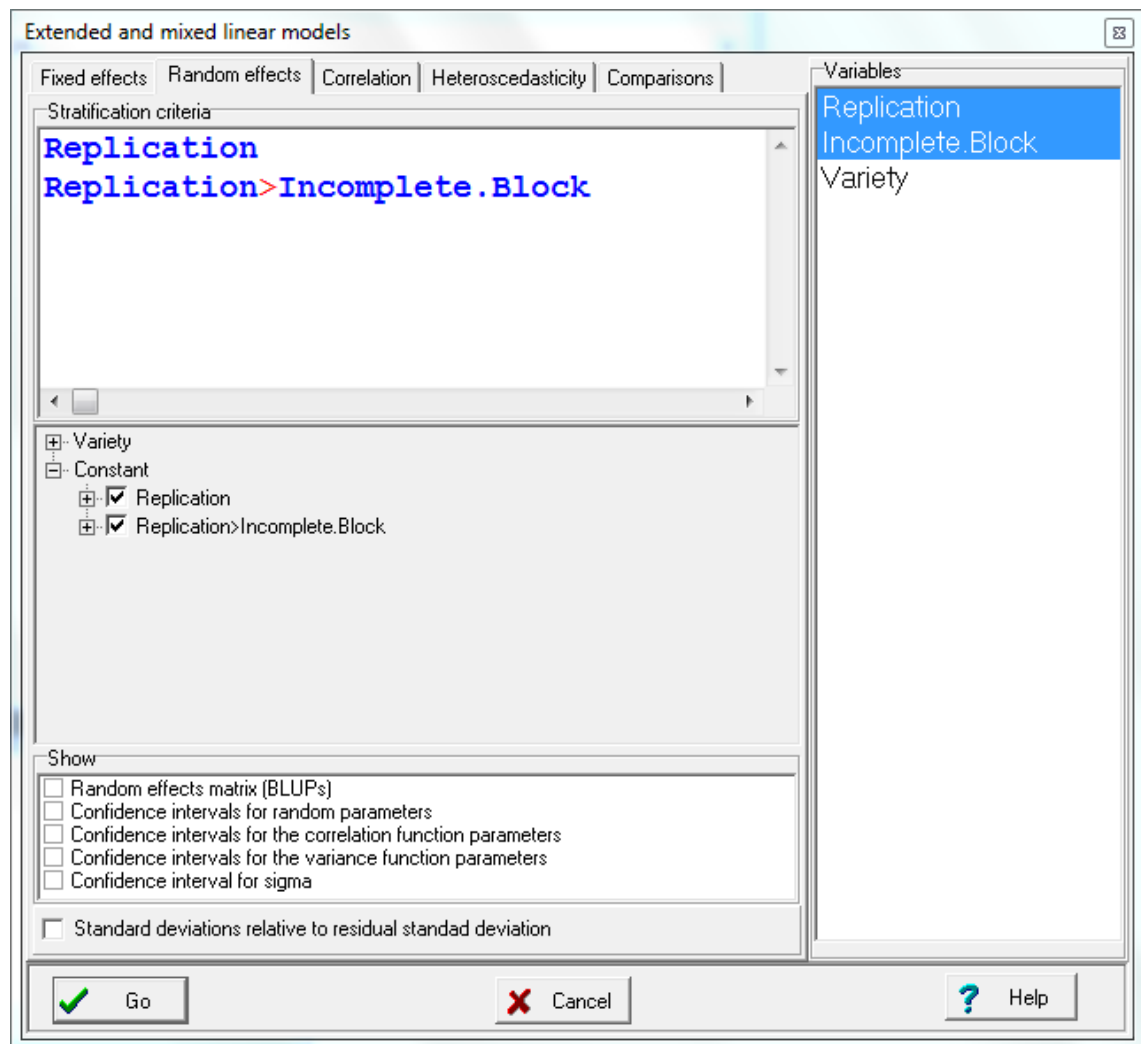 Extended and mixed linear models
Fixed effects Random effects Correlation Heteroscedasticity Comparisons
Stratification criteria
Replication
Replication>Incomplete.Block
Variety
Constant
Replication
Replication>Incomplete.Block
Show
Random effects matrix (BLUPs)
Confidence intervals for random parameters
Confidence intervals for the correlation function parameters
Confidence intervals for the variance function parameters
Confidence interval for sigma
Standard deviations relative to residual standad deviation
Variables
Replication
Incomplete.Block
Variety
Go Cancel Help